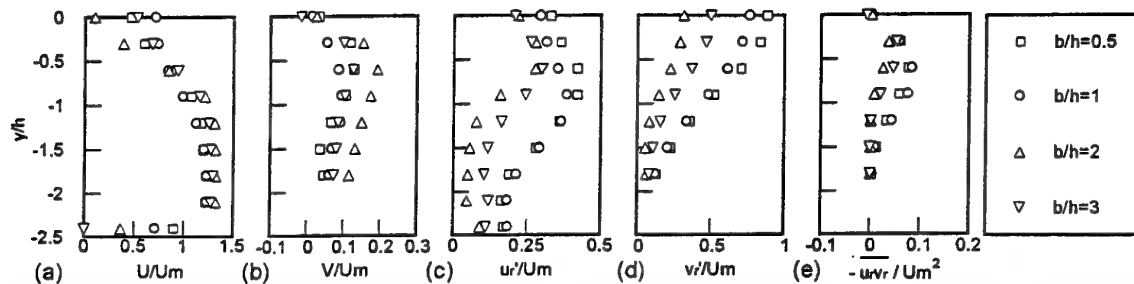 0
-0.5
-1
-1.5
-2
-2.5
y/h
0 0.5 1 1.5
(a) U/Um
-0.1 0 0.1 0.2 0.3
(b) V/Um
0 0.25 0.5
(c) ur'/Um
0 0.5 1
(d) vr'/Um
-0.1 0 0.1 0.2
(e) - urvr / Um²
b/h=0.5
b/h=1
b/h=2
b/h=3